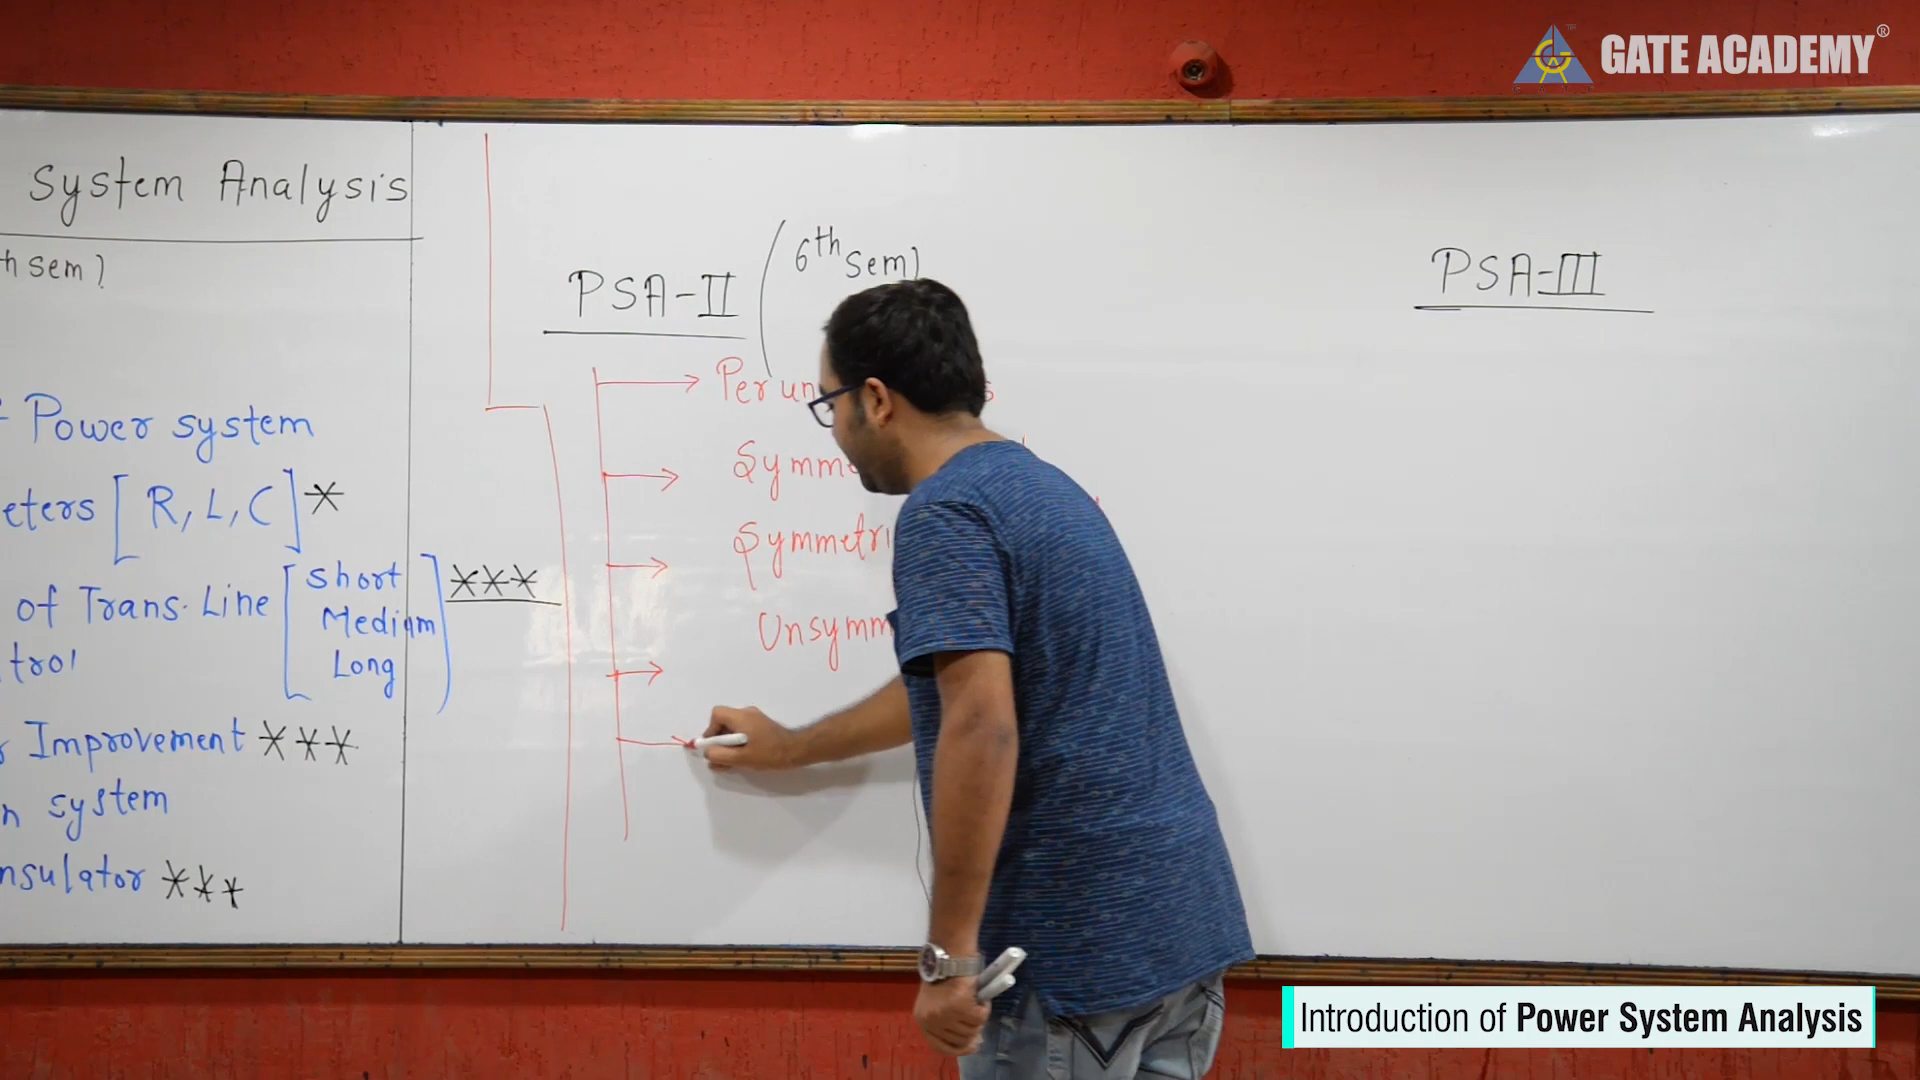 GATE ACADEMY®
System Analysis
h sem)
Power system
eters [R, L, C] *
of Trans. Line [short
Medium
Long] ***
trol
Improvement ***
n system
nsulator ***
PSA-II (6th sem)
Per un
Symme
Symmetri
Unsymm
PSA-III
Introduction of Power System Analysis